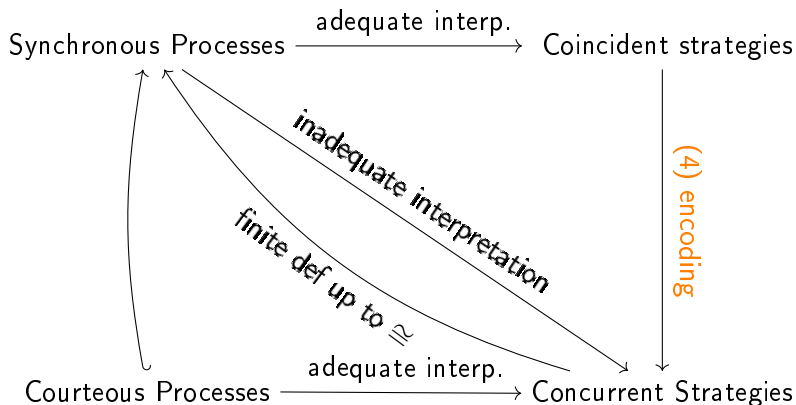 adequate interp.
Synchronous Processes
Coincident strategies
inadequate interpretation
(4) encoding
finite def up to ≅
adequate interp.
Courteous Processes
Concurrent Strategies